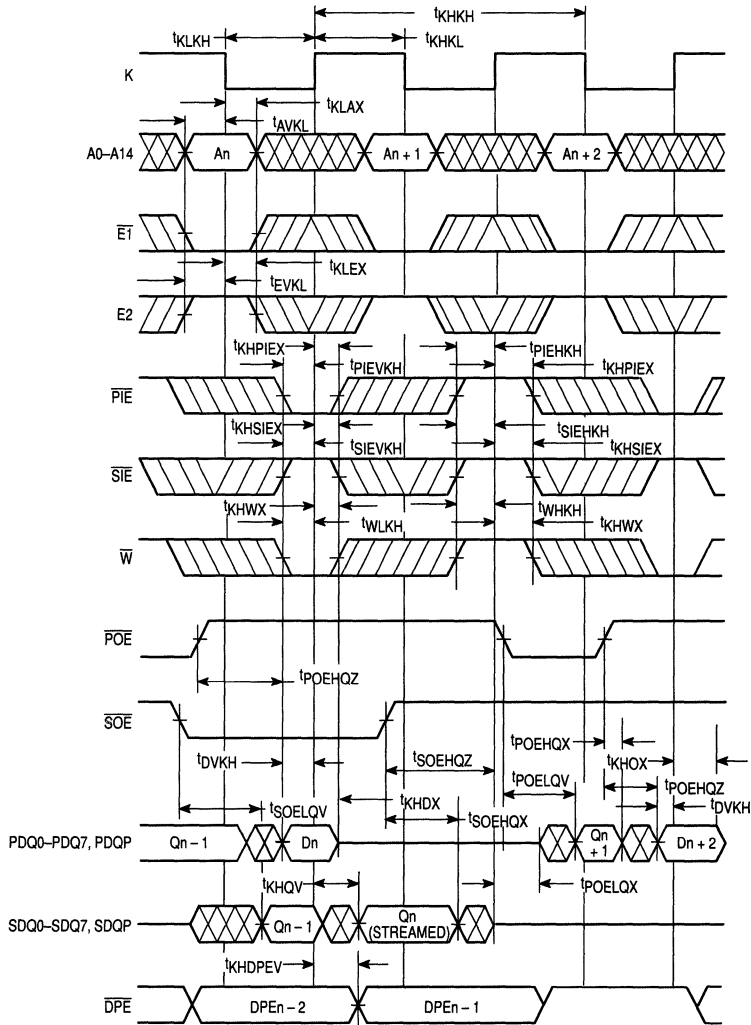 tKHKH
tKLKH
tKHKL
K
tKLAX
tAVKL
A0–A14
An
An + 1
An + 2
E1
tKLEX
tEVKL
E2
tKHPIEX
tPIEVKH
tPIEHKH
tKHPIEX
PIE
tKHSIEX
tSIEVKH
tSIEHKH
tKHSIEX
SIE
tKHWX
tWLKH
tWHKH
tKHWX
W
POE
tPOEHQZ
SOE
tPOEHQX
tDVKH
tSOEHQZ
tKHOX
tPOELQV
tPOEHQZ
tKHDX
tDVKH
tSOELQV
tSOEHQX
PDQ0–PDQ7, PDQP
Qn – 1
Dn
Qn + 1
Dn + 2
tKHQV
tPOELQX
SDQ0–SDQ7, SDQP
Qn – 1
Qn
(STREAMED)
tKHDPEV
DPE
DPEn – 2
DPEn – 1